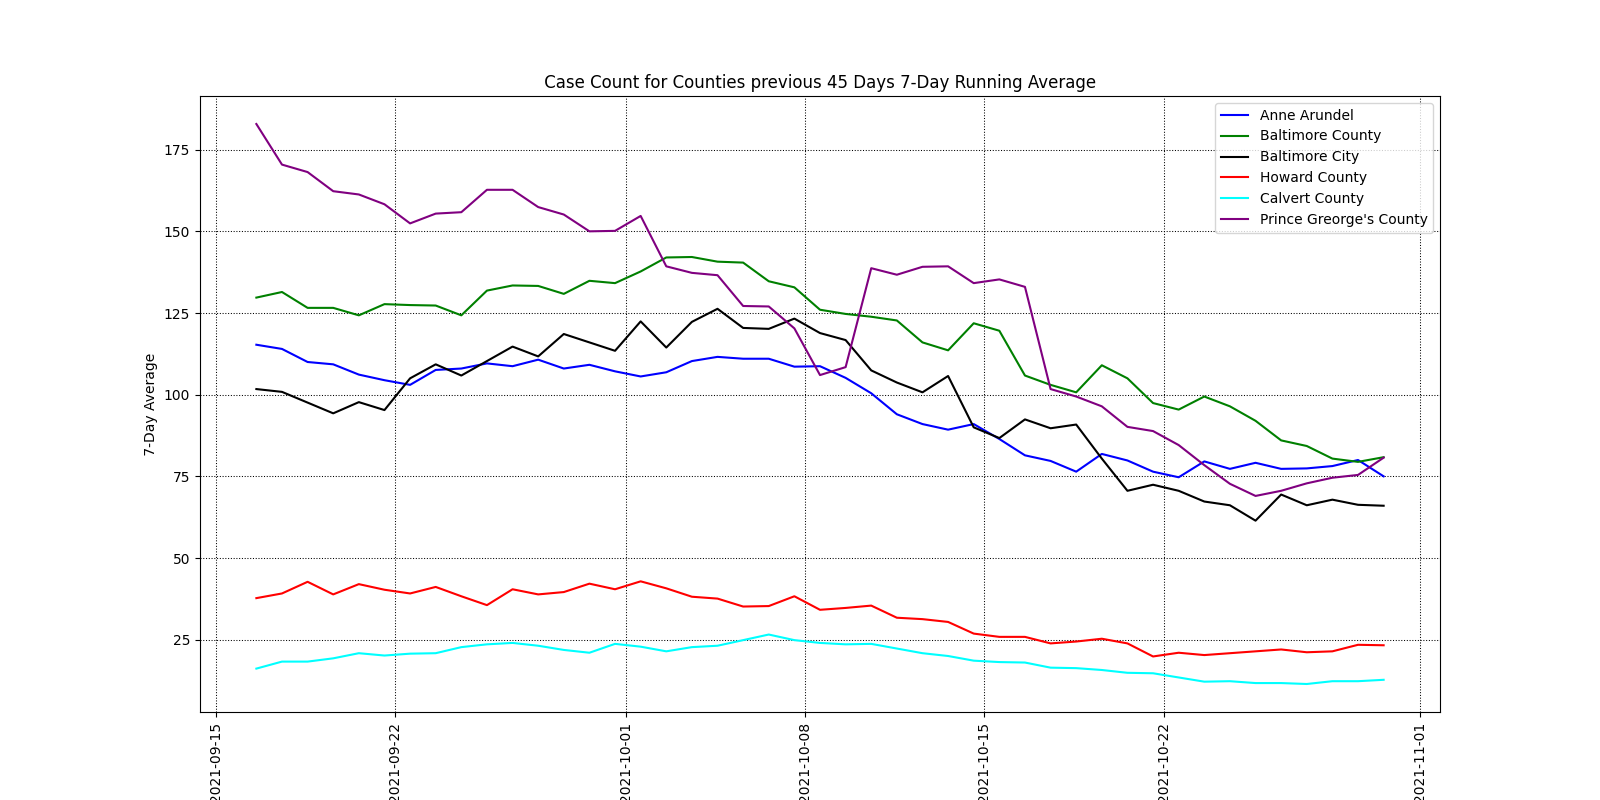 Case Count for Counties previous 45 Days 7-Day Running Average
Anne Arundel
Baltimore County
Baltimore City
Howard County
Calvert County
Prince Greorge's County
7-Day Average
175
150
125
100
75
50
25
2021-09-15
2021-09-22
2021-10-01
2021-10-08
2021-10-15
2021-10-22
2021-11-01